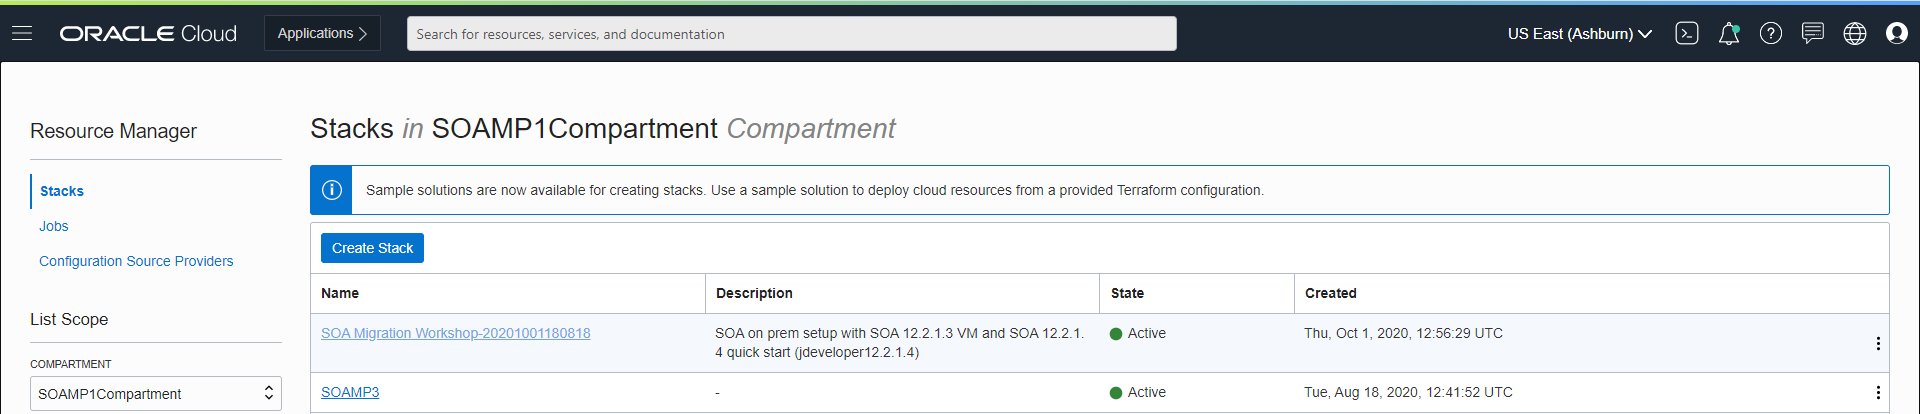 ORACLE Cloud
Applications
Search for resources, services, and documentation
US East (Ashburn)
Resource Manager
Stacks
Jobs
Configuration Source Providers
List Scope
COMPARTMENT
SOAMP1Compartment
Stacks in SOAMP1Compartment Compartment
Sample solutions are now available for creating stacks. Use a sample solution to deploy cloud resources from a provided Terraform configuration.
Create Stack
Name Description State Created
SOA Migration Workshop-20201001180818 SOA on prem setup with SOA 12.2.1.3 VM and SOA 12.2.1. Active Thu, Oct 1, 2020, 12:56:29 UTC
4 quick start (jdeveloper12.2.1.4)
SOAMP3 - Active Tue, Aug 18, 2020, 12:41:52 UTC